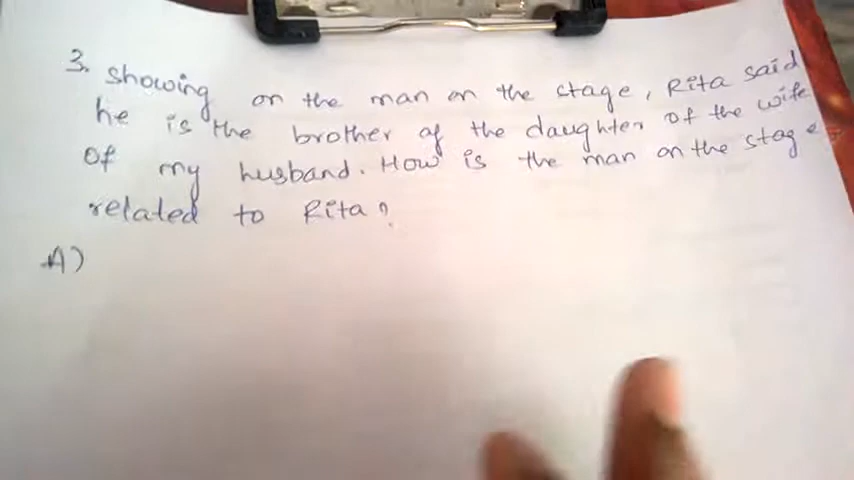 3. Showing on the man on the stage, Rita said
he is the brother of the daughter of the wife
of my husband. How is the man on the stage
related to Rita?
A)